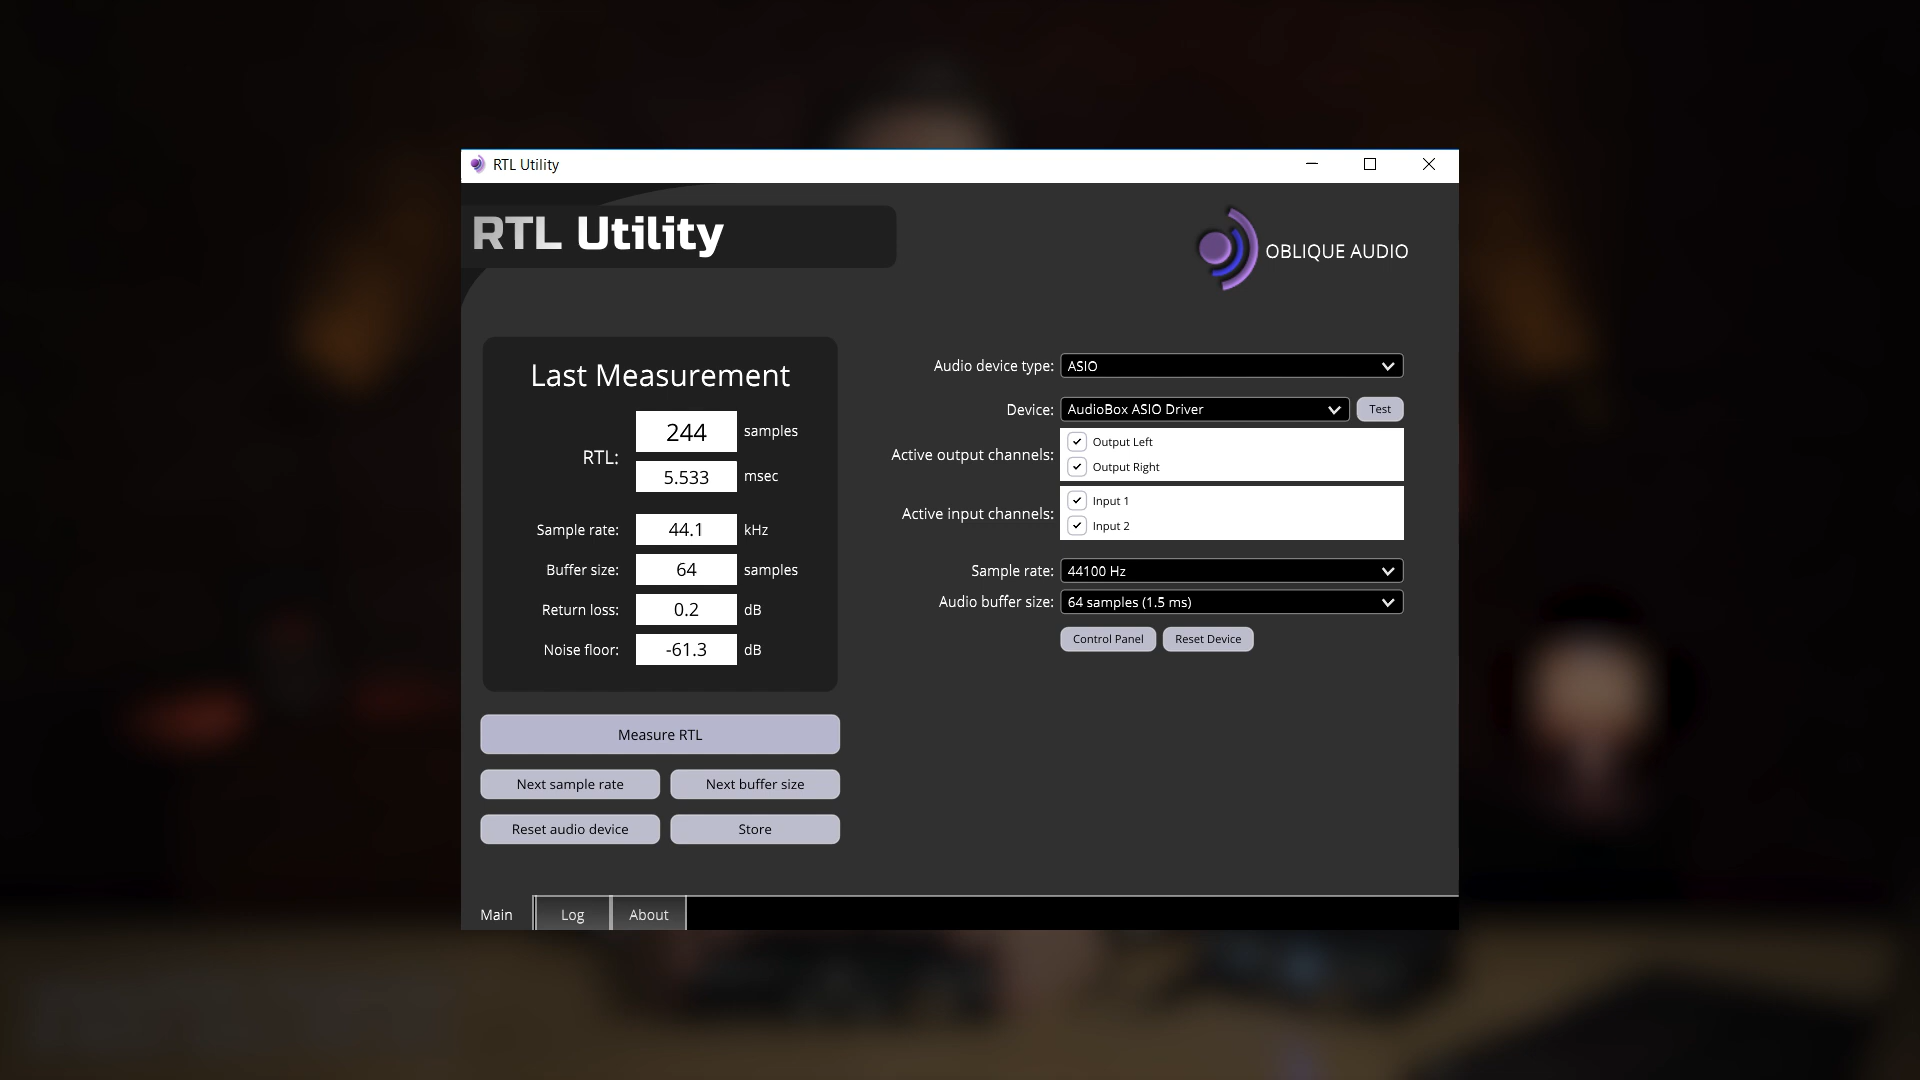 RTL Utility
RTL Utility
OBLIQUE AUDIO
Last Measurement
RTL:
244 samples
5.533 msec
Sample rate: 44.1 kHz
Buffer size: 64 samples
Return loss: 0.2 dB
Noise floor: -61.3 dB
Measure RTL
Next sample rate
Next buffer size
Reset audio device
Store
Audio device type: ASIO
Device: AudioBox ASIO Driver Test
Active output channels:
Output Left
Output Right
Active input channels:
Input 1
Input 2
Sample rate: 44100 Hz
Audio buffer size: 64 samples (1.5 ms)
Control Panel Reset Device
Main Log About